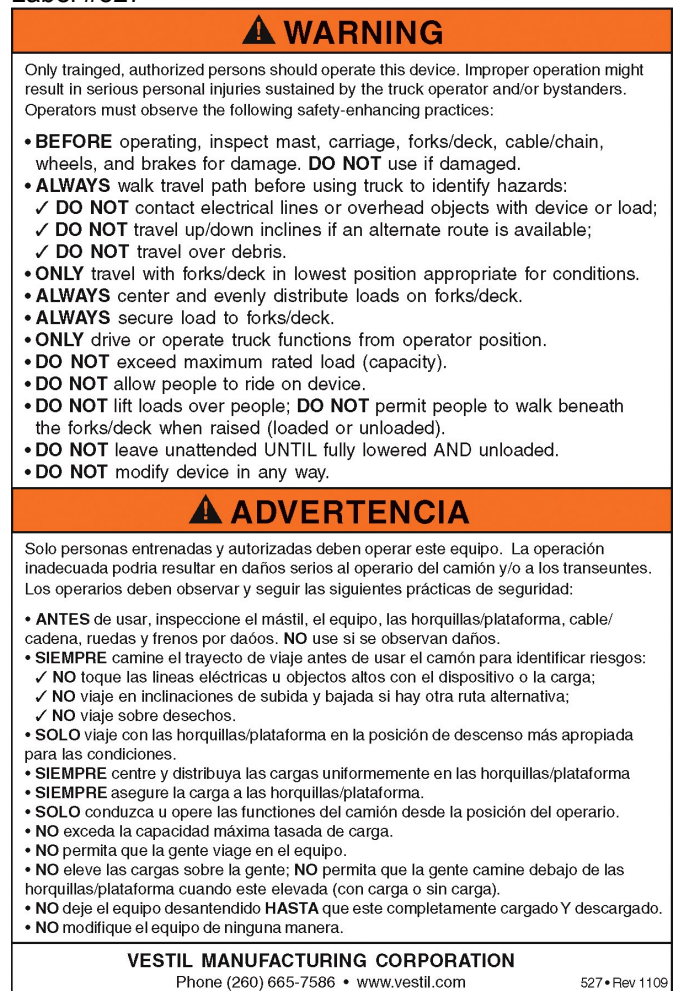 WARNING
Only trainged, authorized persons should operate this device. Improper operation might
result in serious personal injuries sustained by the truck operator and/or bystanders.
Operators must observe the following safety-enhancing practices:
• BEFORE operating, inspect mast, carriage, forks/deck, cable/chain,
wheels, and brakes for damage. DO NOT use if damaged.
• ALWAYS walk travel path before using truck to identify hazards:
✓ DO NOT contact electrical lines or overhead objects with device or load;
✓ DO NOT travel up/down inclines if an alternate route is available;
✓ DO NOT travel over debris.
• ONLY travel with forks/deck in lowest position appropriate for conditions.
• ALWAYS center and evenly distribute loads on forks/deck.
• ALWAYS secure load to forks/deck.
• ONLY drive or operate truck functions from operator position.
• DO NOT exceed maximum rated load (capacity).
• DO NOT allow people to ride on device.
• DO NOT lift loads over people; DO NOT permit people to walk beneath
the forks/deck when raised (loaded or unloaded).
• DO NOT leave unattended UNTIL fully lowered AND unloaded.
• DO NOT modify device in any way.
ADVERTENCIA
Solo personas entrenadas y autorizadas deben operar este equipo. La operación
inadecuada podria resultar en daños serios al operario del camión y/o a los transeuntes.
Los operarios deben observar y seguir las siguientes prácticas de seguridad:
• ANTES de usar, inspeccione el mástil, el equipo, las horquillas/plataforma, cable/
cadena, ruedas y frenos por daóos. NO use si se observan daños.
• SIEMPRE camine el trayecto de viaje antes de usar el camón para identificar riesgos:
✓ NO toque las lineas eléctricas u objectos altos con el dispositivo o la carga;
✓ NO viaje en inclinaciones de subida y bajada si hay otra ruta alternativa;
✓ NO viaje sobre desechos.
• SOLO viaje con las horquillas/plataforma en la posición de descenso más apropiada
para las condiciones.
• SIEMPRE centre y distribuya las cargas uniformemente en las horquillas/plataforma
• SIEMPRE asegure la carga a las horquillas/plataforma.
• SOLO conduzca u opere las functiones del camión desde la posición del operario.
• NO exceda la capacidad máxima tasada de carga.
• NO permita que la gente viage en el equipo.
• NO eleve las cargas sobre la gente; NO permita que la gente camine debajo de las
horquillas/plataforma cuando este elevada (con carga o sin carga).
• NO deje el equipo desantendido HASTA que este completamente cargado Y descargado.
• NO modifique el equipo de ninguna manera.
VESTIL MANUFACTURING CORPORATION
Phone (260) 665-7586 • www.vestil.com
527 • Rev 1109